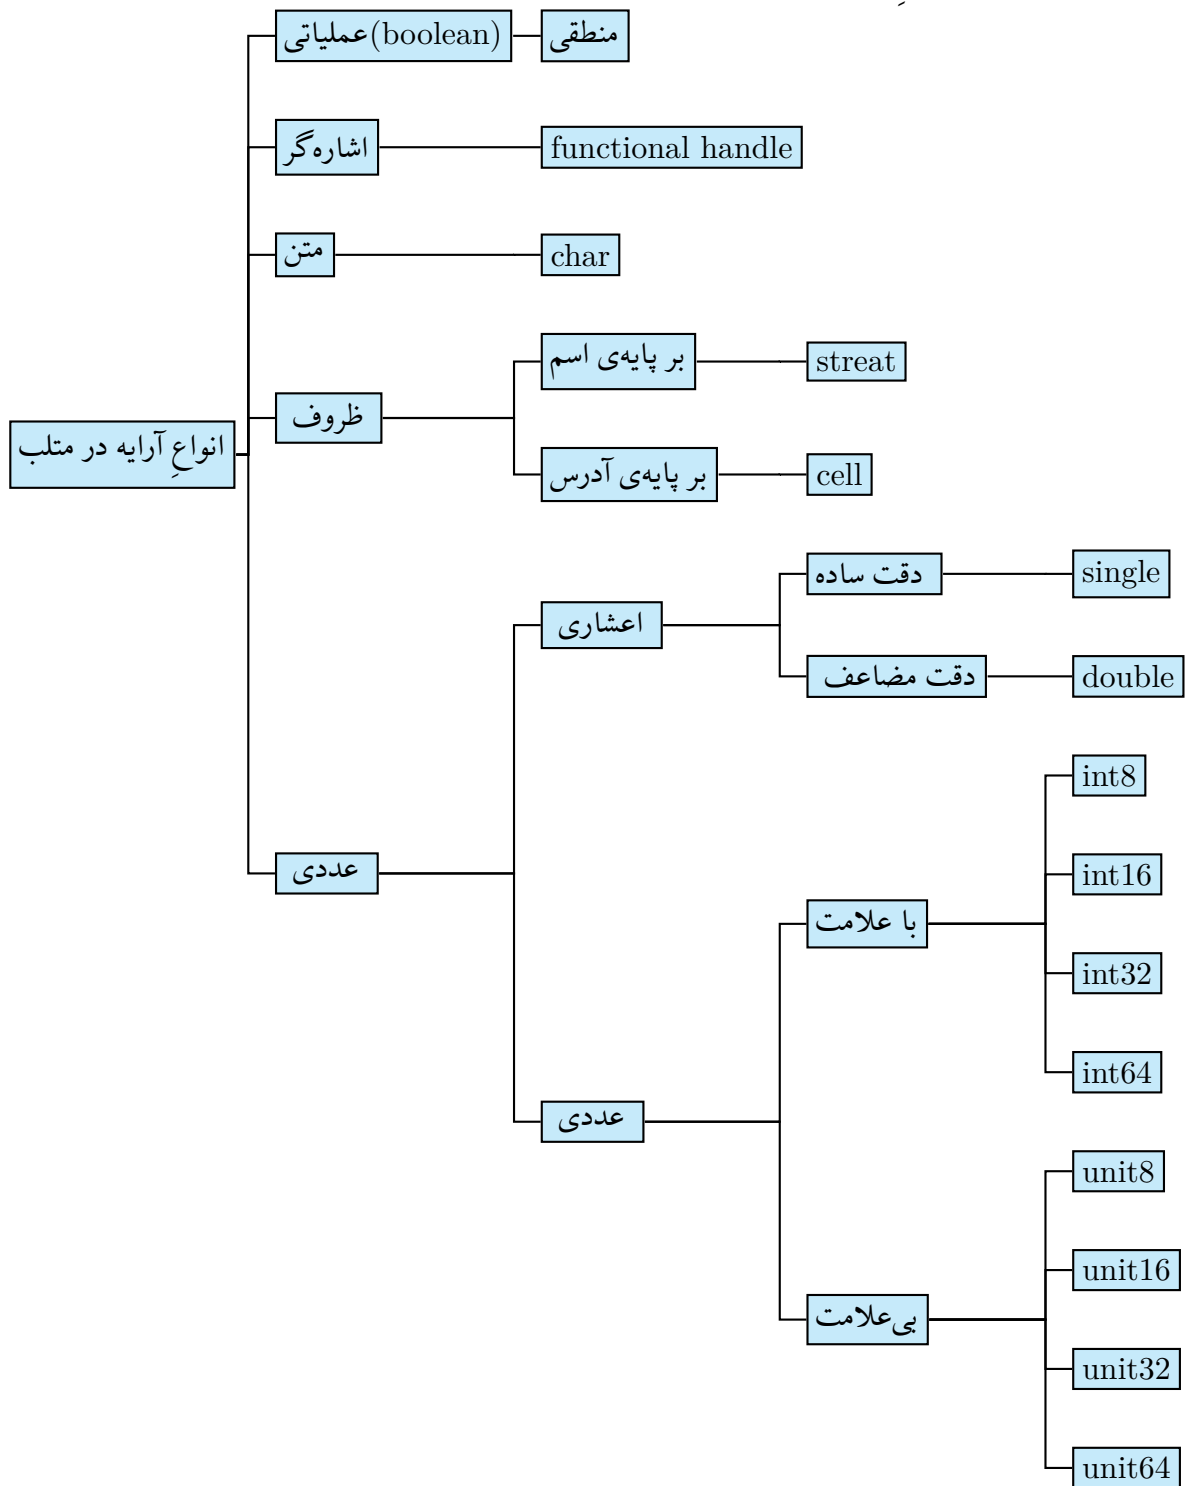 عملیاتی(boolean)
منطقی
اشاره‌گر
functional handle
متن
char
بر پایه‌ی اسم
streat
ظروف
انواعِ آرایه در متلب
بر پایه‌ی آدرس
cell
دقت ساده
single
اعشاری
دقت مضاعف
double
int8
عددی
int16
با علامت
int32
int64
عددی
unit8
unit16
بی‌علامت
unit32
unit64